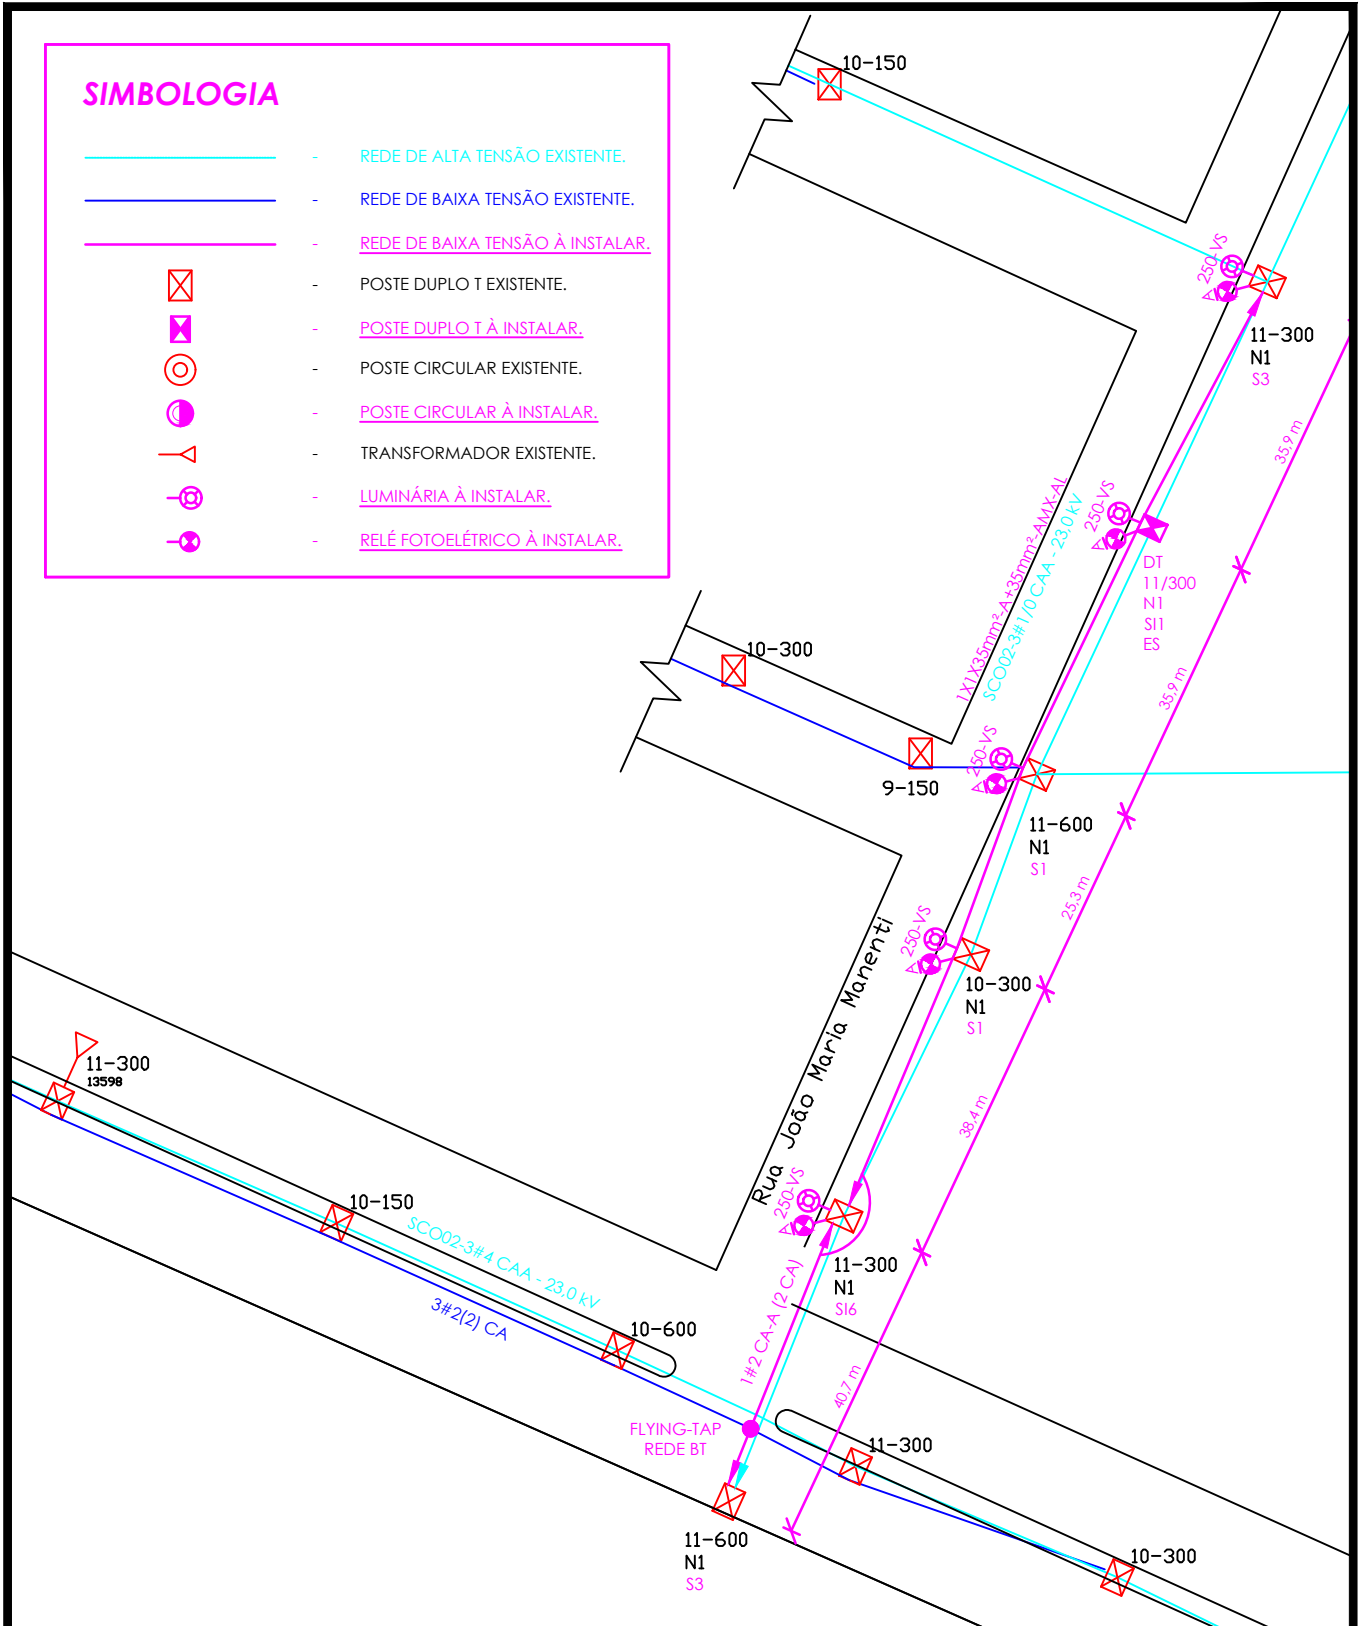 SIMBOLOGIA
- REDE DE ALTA TENSÃO EXISTENTE.
- REDE DE BAIXA TENSÃO EXISTENTE.
- REDE DE BAIXA TENSÃO À INSTALAR.
- POSTE DUPLO T EXISTENTE.
- POSTE DUPLO T À INSTALAR.
- POSTE CIRCULAR EXISTENTE.
- POSTE CIRCULAR À INSTALAR.
- TRANSFORMADOR EXISTENTE.
- LUMINÁRIA À INSTALAR.
- RELÉ FOTOELÉTRICO À INSTALAR.
10-150
250-VS
A
11-300
N1
S3
35,9 m
250-VS
A
DT
11/300
N1
SI1
ES
1X1X35mm²-A+35mm²-AMX-AL
SCO02-3#1/0 CAA - 23,0 kV
35,9 m
10-300
9-150
250-VS
A
11-600
N1
S1
25,3 m
250-VS
A
10-300
N1
S1
Rua João Maria Manenti
38,4 m
11-300
13598
10-150
SCO02-3#4 CAA - 23,0 kV
3#2(2) CA
10-600
250-VS
A
11-300
N1
SI6
1#2 CA-A (2 CA)
40,7 m
FLYING-TAP
REDE BT
11-300
11-600
N1
S3
10-300